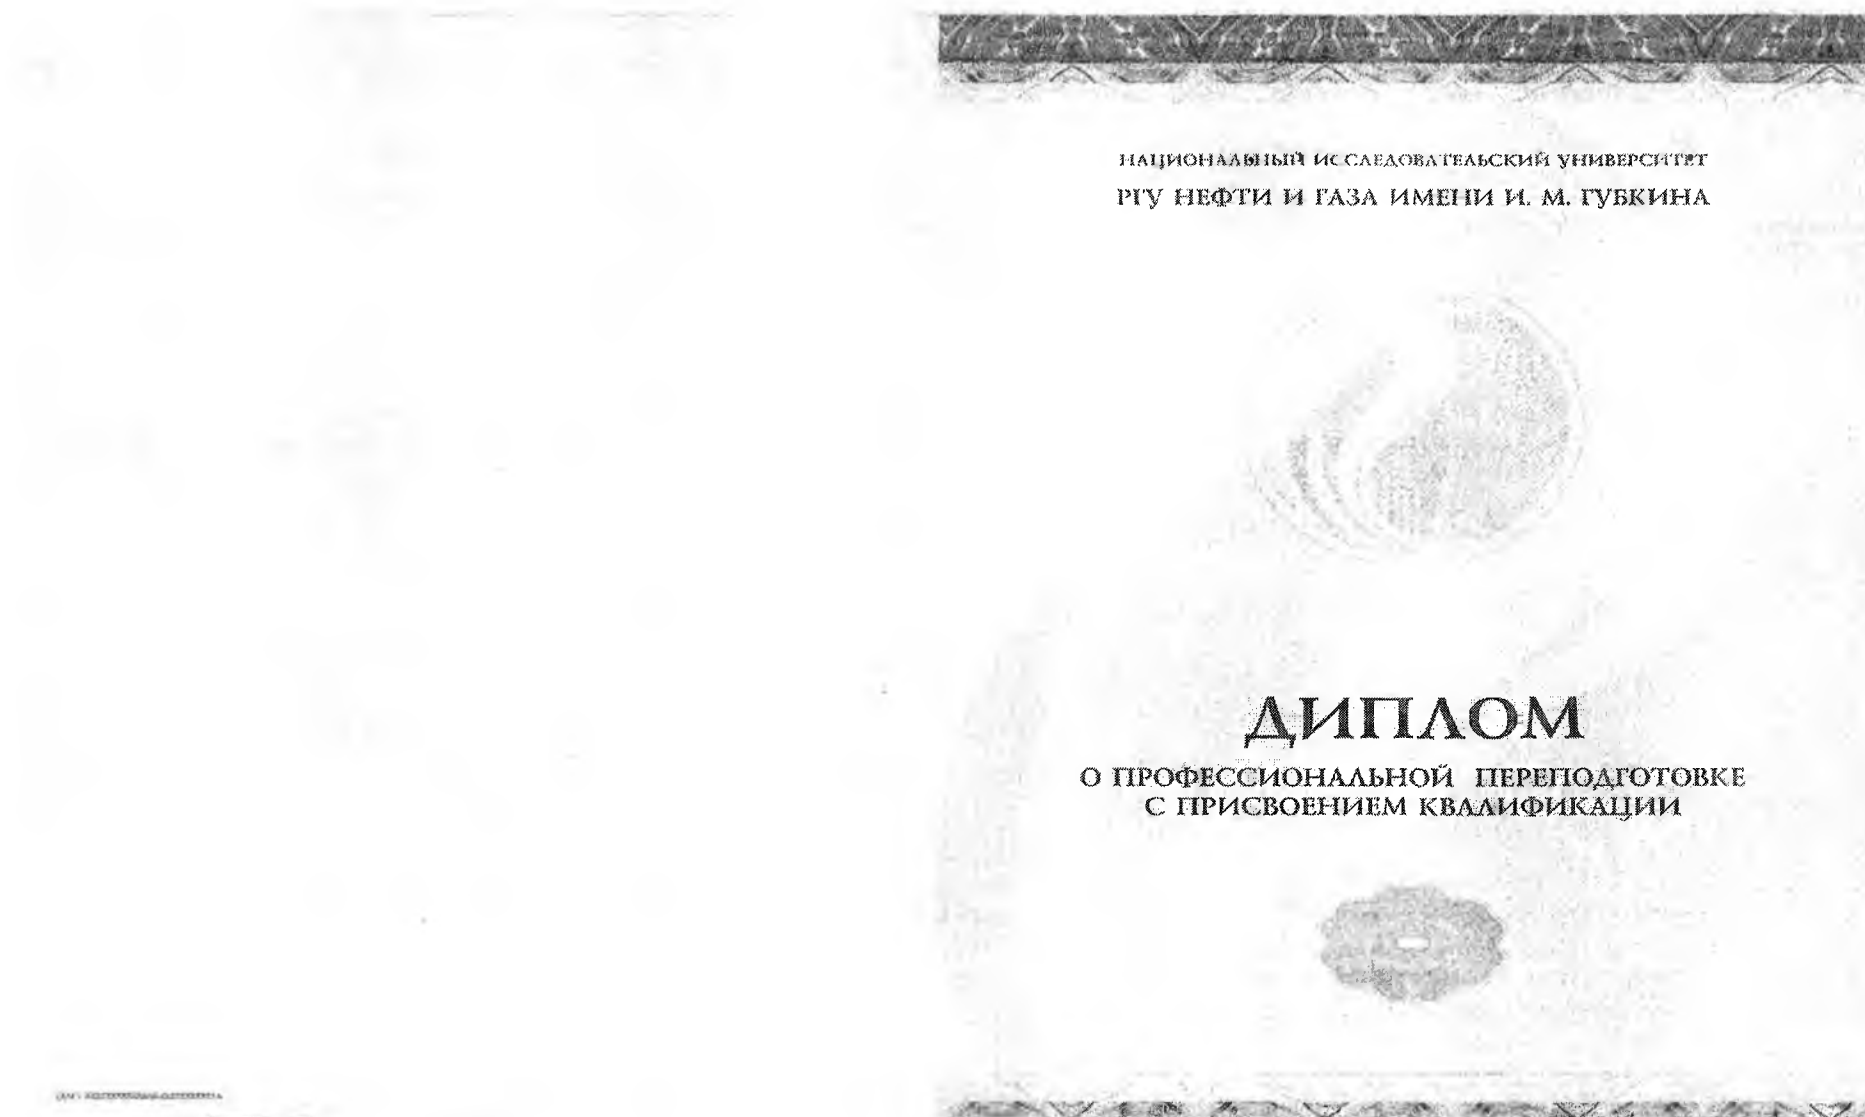 НАЦИОНАЛЬНЫЙ ИССЛЕДОВАТЕЛЬСКИЙ УНИВЕРСИТЕТ
РГУ НЕФТИ И ГАЗА ИМЕНИ И. М. ГУБКИНА
ДИПЛОМ
О ПРОФЕССИОНАЛЬНОЙ ПЕРЕПОДГОТОВКЕ
С ПРИСВОЕНИЕМ КВАЛИФИКАЦИИ